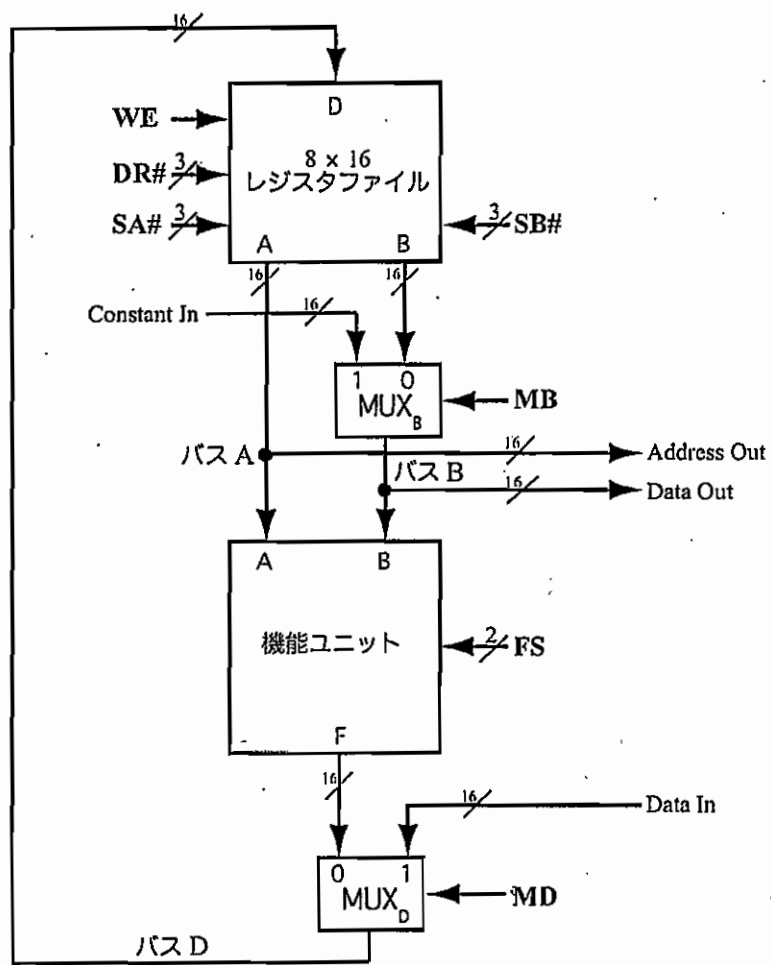 16
D
WE
8 × 16
レジスタファイル
DR# 3
SA# 3
3 SB#
A B
16 16
Constant In 16
1 0
MUX_B
MB
バス A
16 Address Out
バス B
16 Data Out
A B
機能ユニット
2 FS
F
16
16 Data In
0 1
MUX_D
MD
バス D